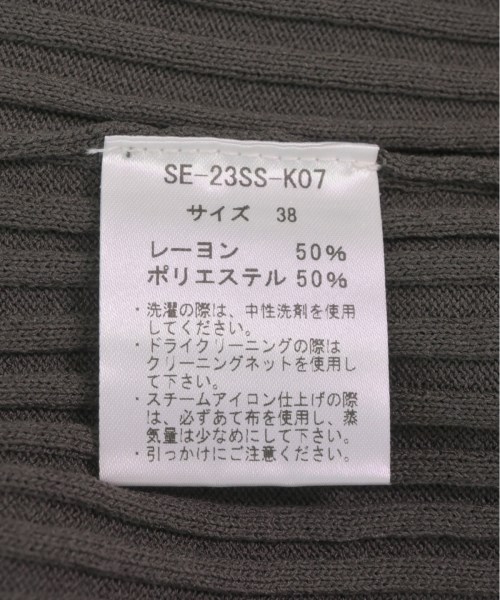 SE-23SS-K07
サイズ 38
レーヨン 50%
ポリエステル 50%
・洗濯の際は、中性洗剤を使用
してください。
・ドライクリーニングの際は
クリーニングネットを使用し
て下さい。
・スチームアイロン仕上げの際
は、必ずあて布を使用し、蒸
気量は少なめにして下さい。
・引っかけにご注意ください。